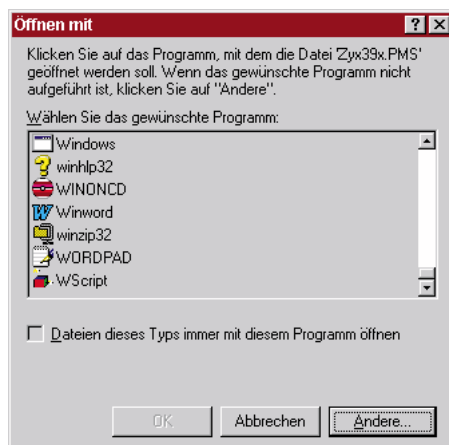 Öffnen mit
Klicken Sie auf das Programm, mit dem die Datei 'Zyx39x.PMS'
geöffnet werden soll. Wenn das gewünschte Programm nicht
aufgeführt ist, klicken Sie auf "Andere".
Wählen Sie das gewünschte Programm:
Windows
winhlp32
WINONCD
Winword
winzip32
WORDPAD
WScript
Dateien dieses Typs immer mit diesem Programm öffnen
OK
Abbrechen
Andere...